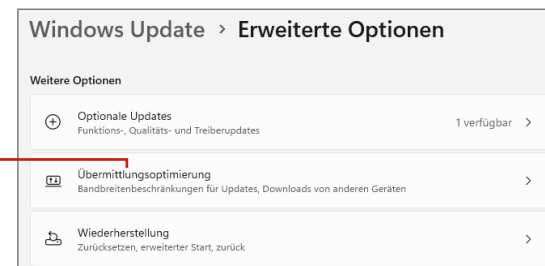 Windows Update > Erweiterte Optionen
Weitere Optionen
Optionale Updates
Funktions-, Qualitäts- und Treiberupdates
1 verfügbar
Übermittlungsoptimierung
Bandbreitenbeschränkungen für Updates, Downloads von anderen Geräten
Wiederherstellung
Zurücksetzen, erweiterter Start, zurück